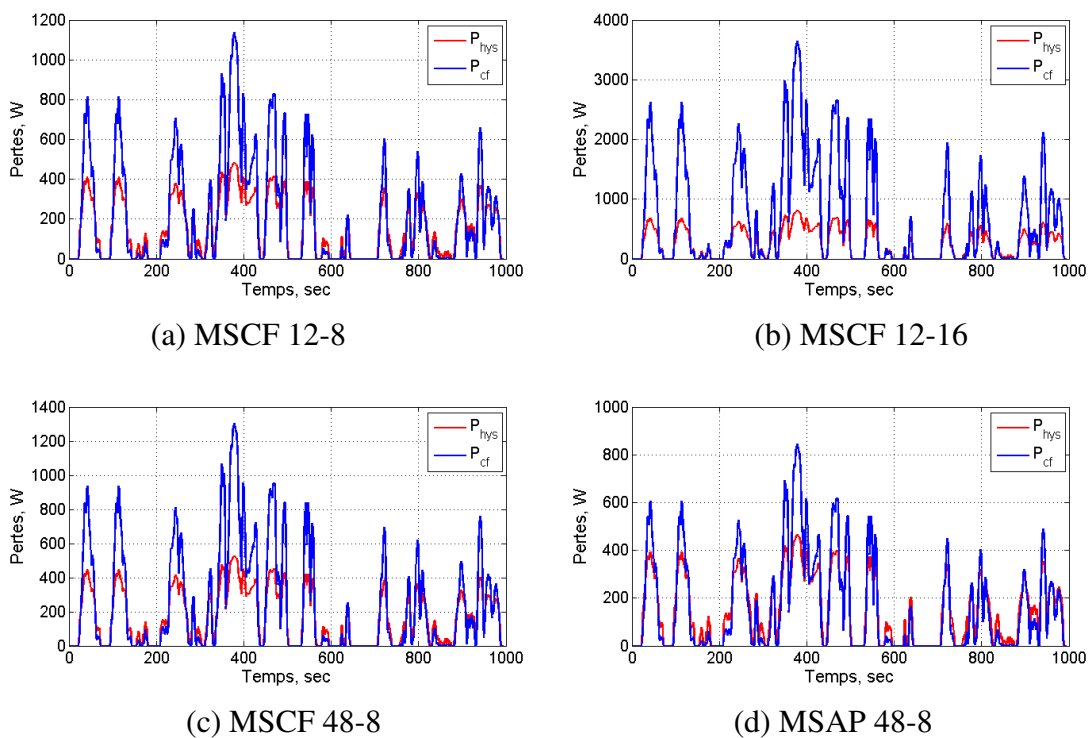 1200
1000
800
600
400
200
0
0 200 400 600 800 1000
Pertes, W
Temps, sec
P_hys
P_cf
(a) MSCF 12-8
4000
3000
2000
1000
0
0 200 400 600 800 1000
Pertes, W
Temps, sec
P_hys
P_cf
(b) MSCF 12-16
1400
1200
1000
800
600
400
200
0
0 200 400 600 800 1000
Pertes, W
Temps, sec
P_hys
P_cf
(c) MSCF 48-8
1000
800
600
400
200
0
0 200 400 600 800 1000
Pertes, W
Temps, sec
P_hys
P_cf
(d) MSAP 48-8